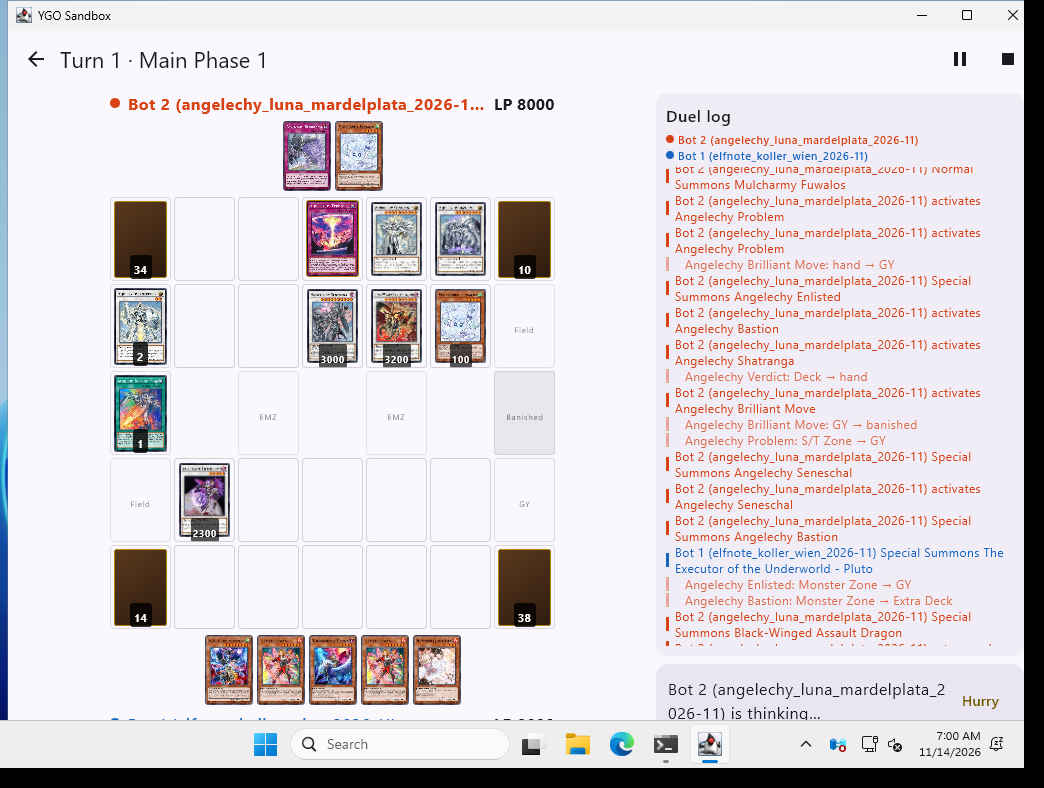 YGO Sandbox
Turn 1 · Main Phase 1
Bot 2 (angelechy_luna_mardelplata_2026-1... LP 8000
34
10
2
3000
3200
100
Field
1
EMZ
EMZ
Banished
Field
2300
GY
14
38
Duel log
Bot 2 (angelechy_luna_mardelplata_2026-11)
Bot 1 (elfnote_koller_wien_2026-11)
Bot 2 (angelechy_luna_mardelplata_2026-11) Normal
Summons Mulcharmy Fuwalos
Bot 2 (angelechy_luna_mardelplata_2026-11) activates
Angelechy Problem
Bot 2 (angelechy_luna_mardelplata_2026-11) activates
Angelechy Problem
Angelechy Brilliant Move: hand → GY
Bot 2 (angelechy_luna_mardelplata_2026-11) Special
Summons Angelechy Enlisted
Bot 2 (angelechy_luna_mardelplata_2026-11) activates
Angelechy Bastion
Bot 2 (angelechy_luna_mardelplata_2026-11) activates
Angelechy Shatranga
Angelechy Verdict: Deck → hand
Bot 2 (angelechy_luna_mardelplata_2026-11) activates
Angelechy Brilliant Move
Angelechy Brilliant Move: GY → banished
Angelechy Problem: S/T Zone → GY
Bot 2 (angelechy_luna_mardelplata_2026-11) Special
Summons Angelechy Seneschal
Bot 2 (angelechy_luna_mardelplata_2026-11) activates
Angelechy Seneschal
Bot 2 (angelechy_luna_mardelplata_2026-11) Special
Summons Angelechy Bastion
Bot 1 (elfnote_koller_wien_2026-11) Special Summons The
Executor of the Underworld - Pluto
Angelechy Enlisted: Monster Zone → GY
Angelechy Bastion: Monster Zone → Extra Deck
Bot 2 (angelechy_luna_mardelplata_2026-11) Special
Summons Black-Winged Assault Dragon
Bot 2 (angelechy_luna_mardelplata_2
026-11) is thinking...
Hurry
Search
7:00 AM
11/14/2026